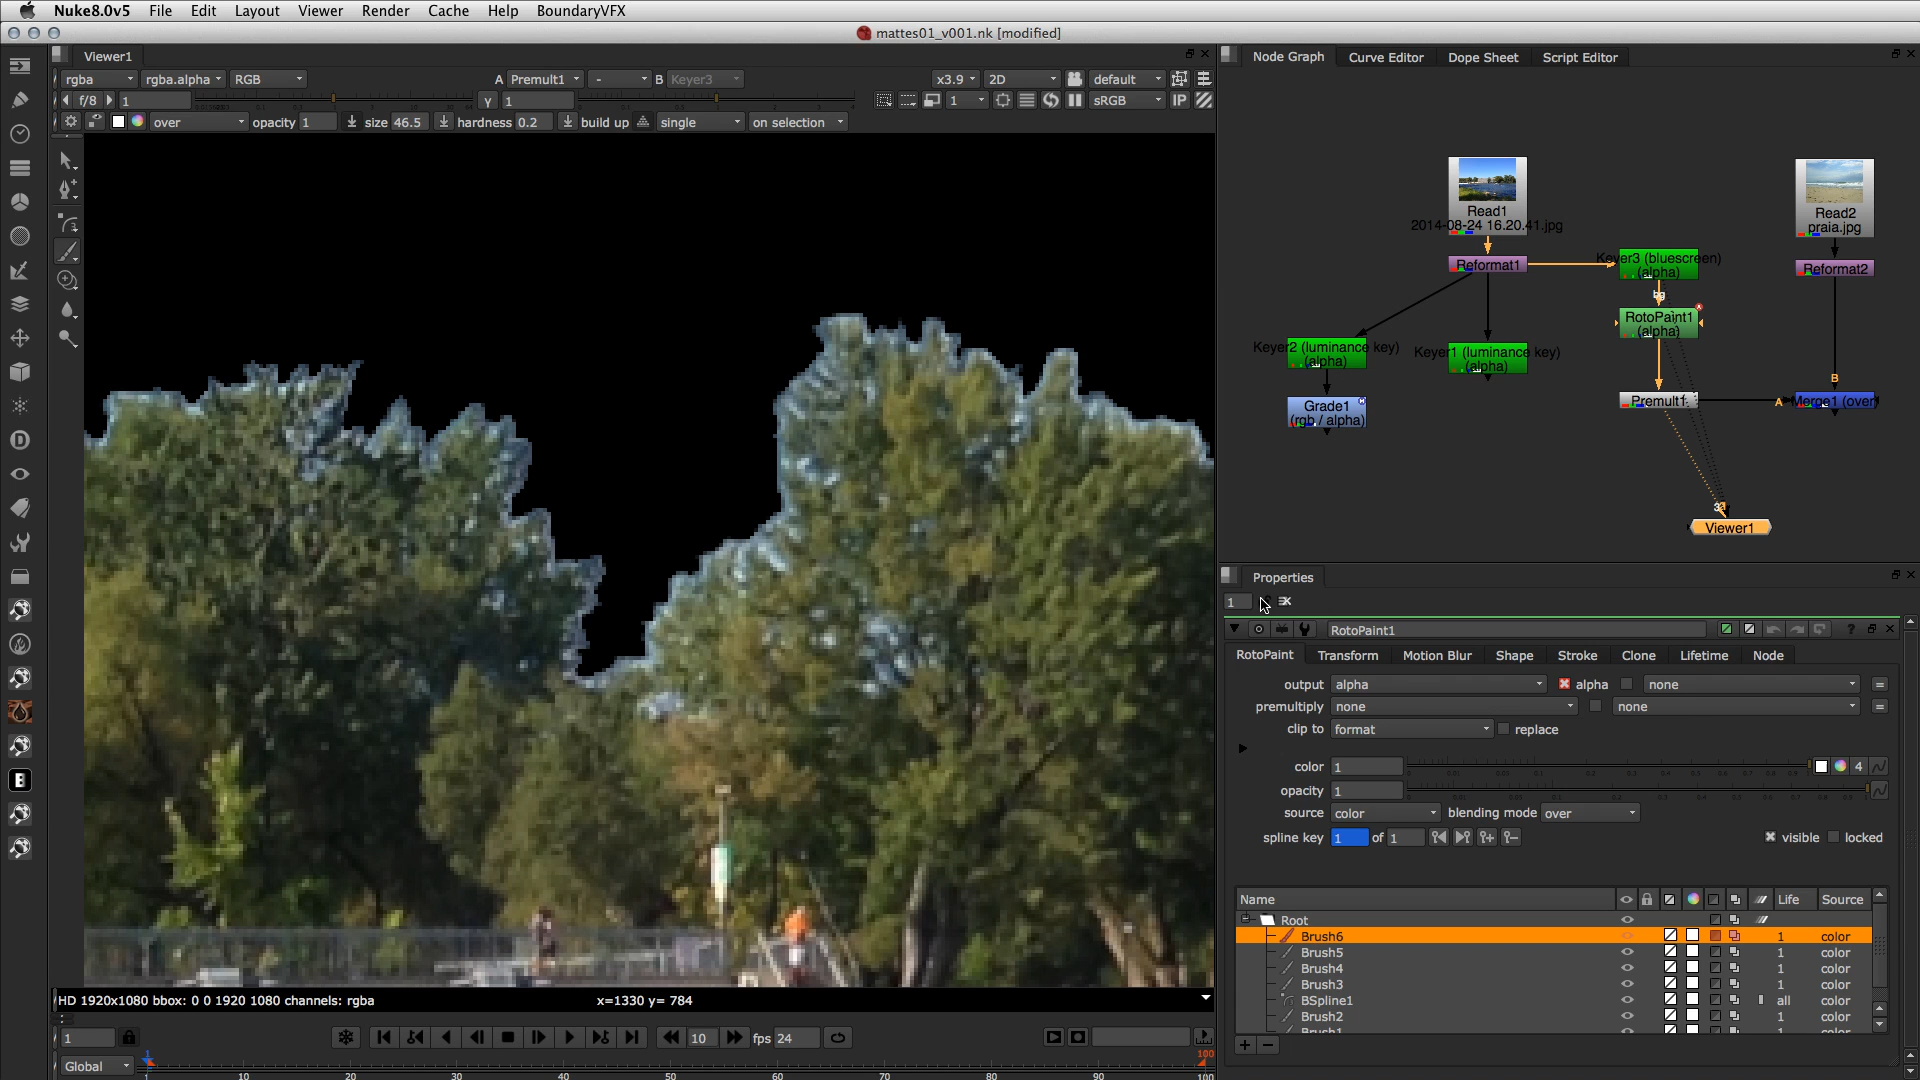 Nuke8.0v5 File Edit Layout Viewer Render Cache Help BoundaryVFX
mattes01_v001.nk [modified]
Viewer1
rgba rgba.alpha RGB A Premult1 - B Keyer3 x3.9 2D default
f/8 1 γ 1 1 sRGB IP
over opacity 1 size 46.5 hardness 0.2 build up single on selection
HD 1920x1080 bbox: 0 0 1920 1080 channels: rgba x=1330 y= 784
1 10 fps 24
Global 1 10 20 30 40 50 60 70 80 90 100
1 100
Node Graph Curve Editor Dope Sheet Script Editor
Read1
2014-08-24 16.20.41.jpg
Read2
praia.jpg
Reformat1
Keyer3 (bluescreen)
(alpha)
Reformat2
bg
RotoPaint1
(alpha)
Keyer2 (luminance key)
(alpha)
Keyer1 (luminance key)
(alpha)
B
Grade1
(rgb / alpha)
Premult1
A
Merge1 (over)
Viewer1
Properties
1
RotoPaint1
RotoPaint Transform Motion Blur Shape Stroke Clone Lifetime Node
output alpha alpha none =
premultiply none none =
clip to format replace
color 1 4
opacity 1
source color blending mode over
spline key 1 of 1 visible locked
Name Life Source
Root
Brush6 1 color
Brush5 1 color
Brush4 1 color
Brush3 1 color
BSpline1 all color
Brush2 1 color
Brush1 1 color